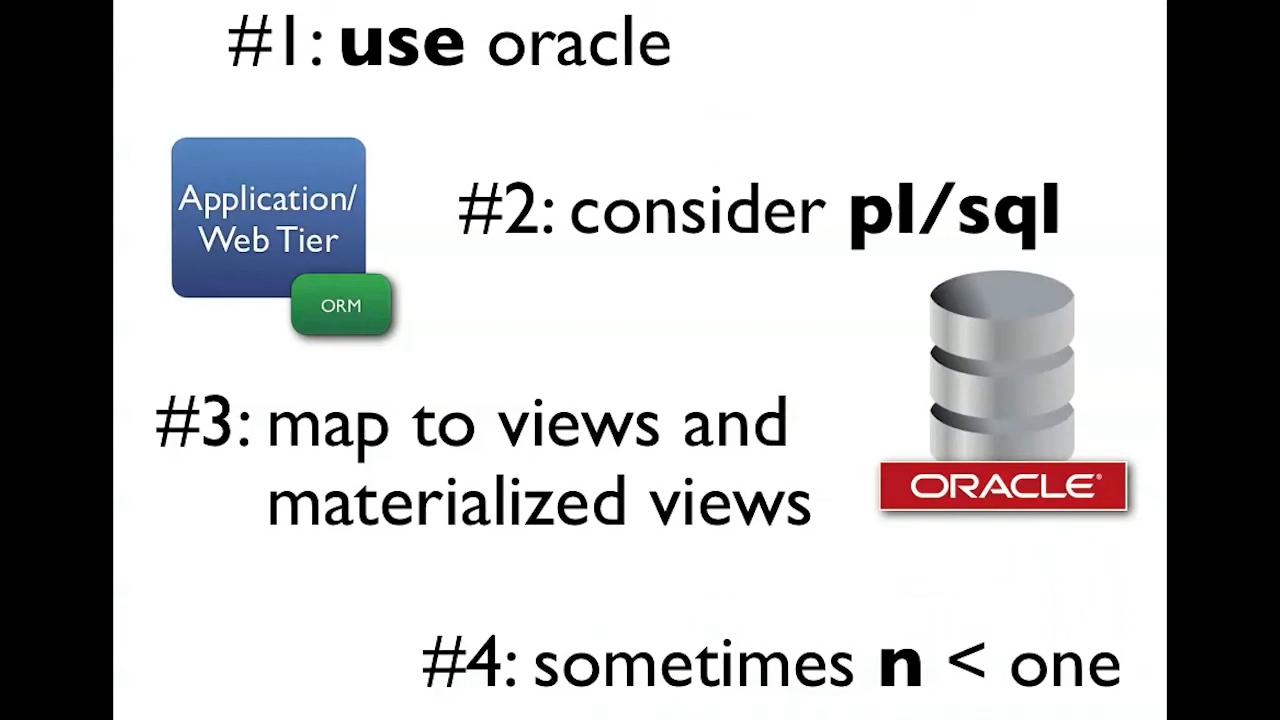 #1: use oracle
Application/
Web Tier
#2: consider pl/sql
ORM
#3: map to views and
materialized views
ORACLE®
#4: sometimes n < one